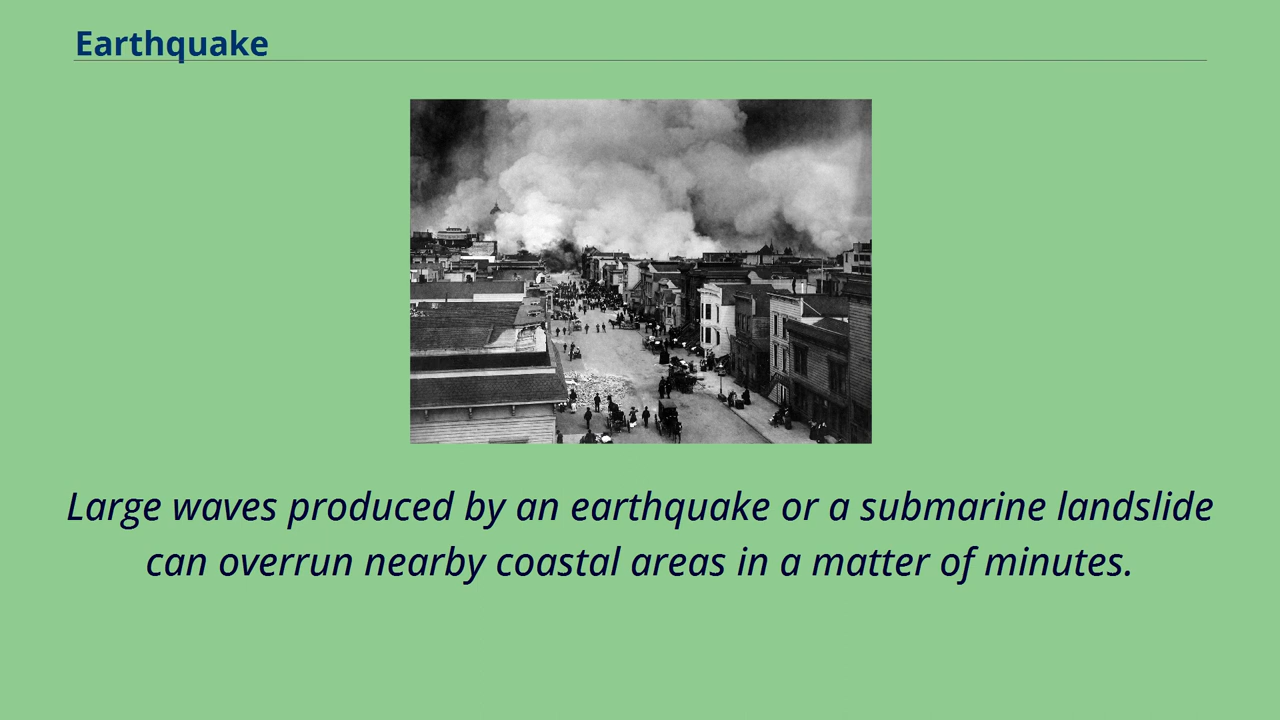 Earthquake
Large waves produced by an earthquake or a submarine landslide
can overrun nearby coastal areas in a matter of minutes.